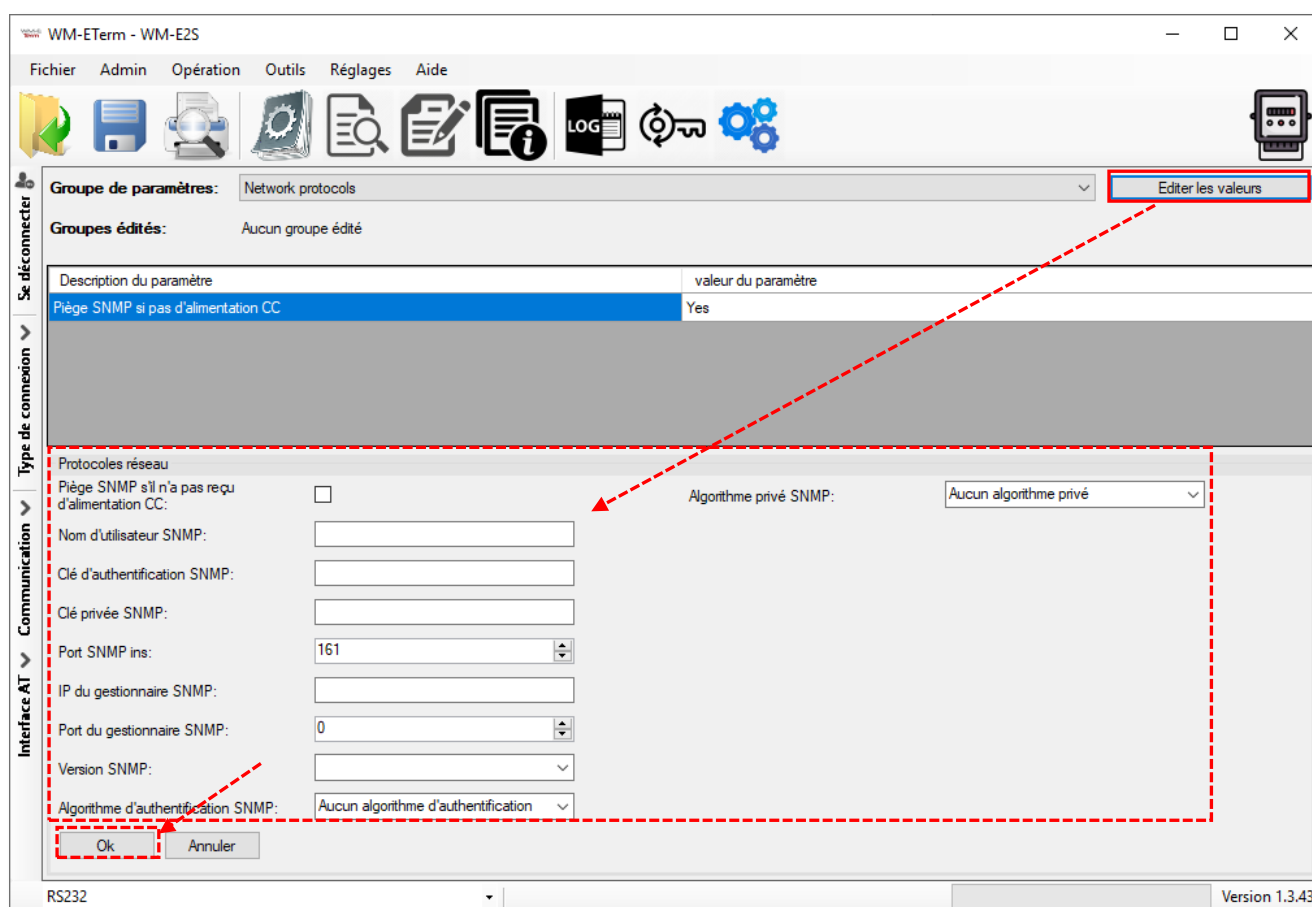 WM-ETerm - WM-E2S
Fichier Admin Opération Outils Réglages Aide
LOG
Groupe de paramètres: Network protocols Editer les valeurs
Groupes édités: Aucun groupe édité
Description du paramètre valeur du paramètre
Piège SNMP si pas d'alimentation CC Yes
Se déconnecter
Type de connexion
Communication
Interface AT
Protocoles réseau
Piège SNMP s'il n'a pas reçu
d'alimentation CC:
Algorithme privé SNMP: Aucun algorithme privé
Nom d'utilisateur SNMP:
Clé d'authentification SNMP:
Clé privée SNMP:
Port SNMP ins: 161
IP du gestionnaire SNMP:
Port du gestionnaire SNMP: 0
Version SNMP:
Algorithme d'authentification SNMP: Aucun algorithme d'authentification
Ok Annuler
RS232 Version 1.3.43